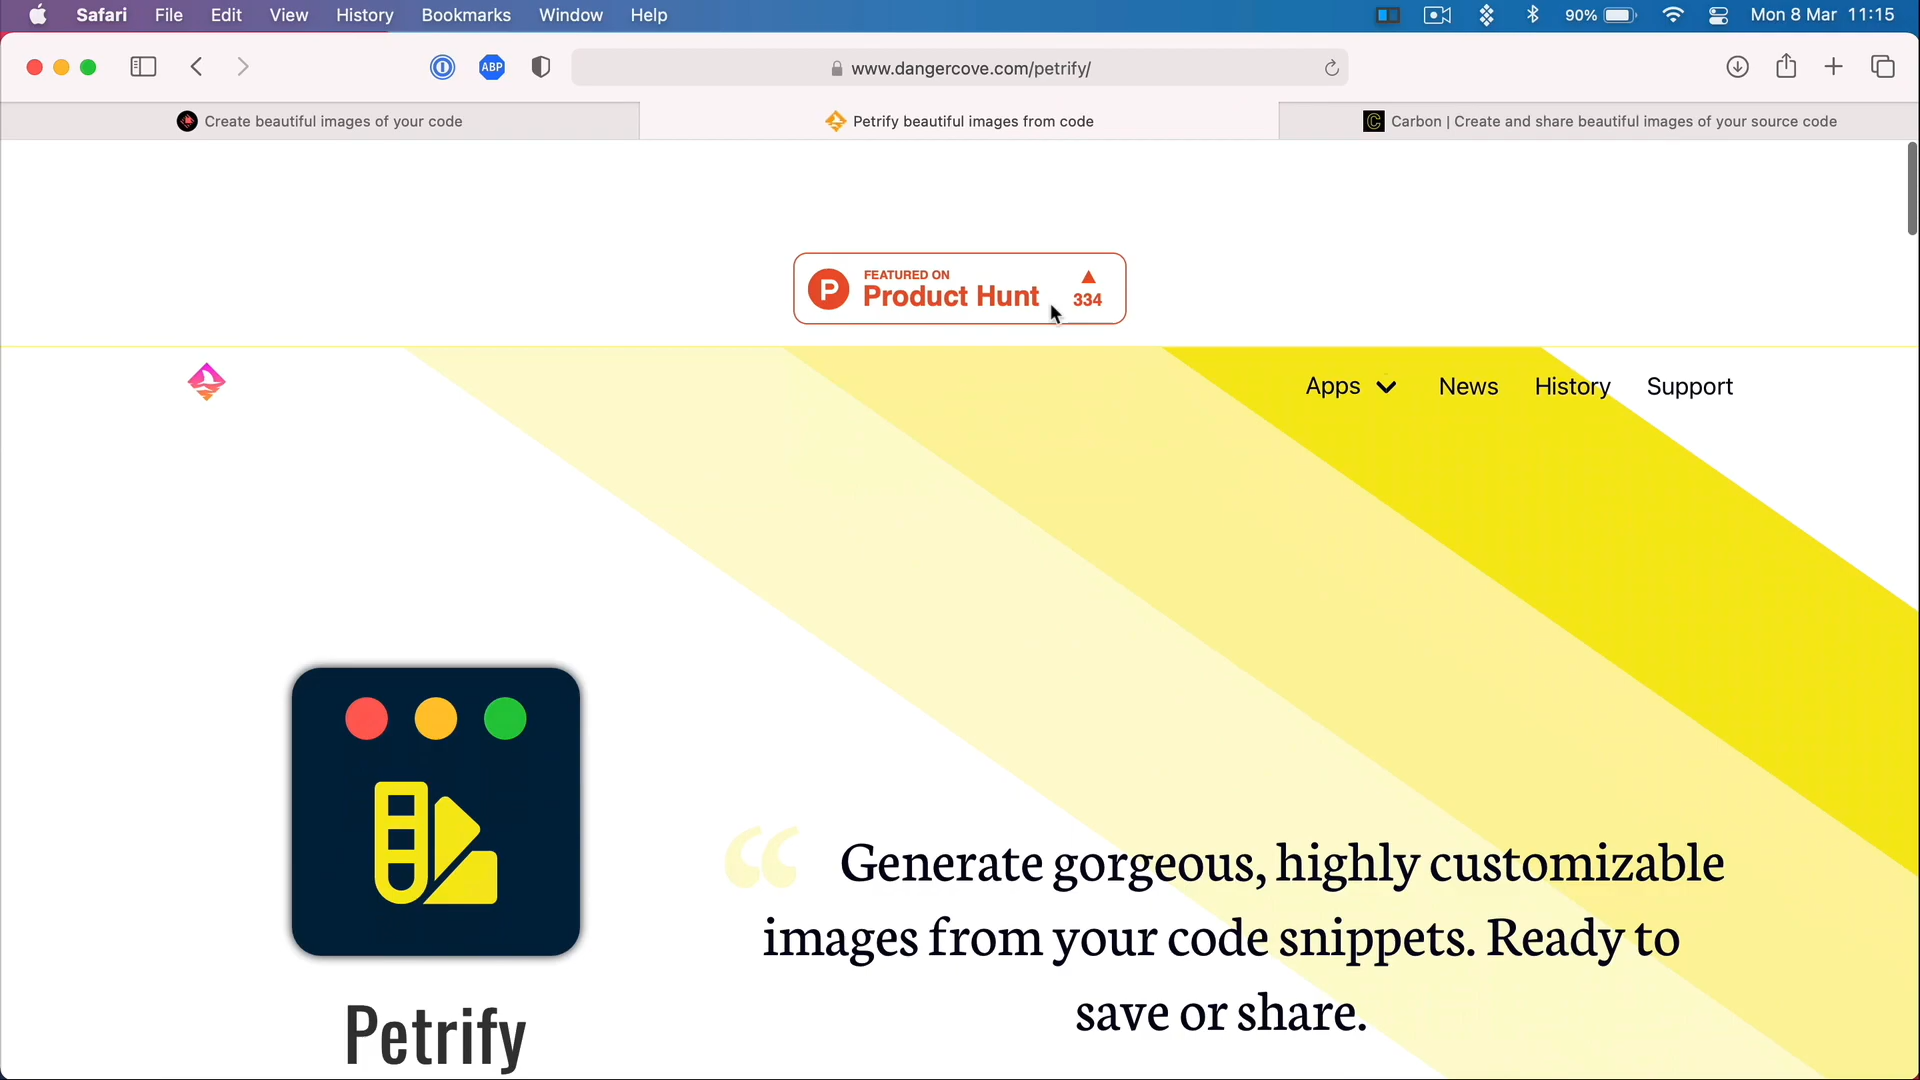 Safari File Edit View History Bookmarks Window Help 90% Mon 8 Mar 11:15
ABP www.dangercove.com/petrify/
Create beautiful images of your code
Petrify beautiful images from code
C Carbon | Create and share beautiful images of your source code
P FEATURED ON
Product Hunt
334
Apps News History Support
“ Generate gorgeous, highly customizable
images from your code snippets. Ready to
save or share.
Petrify